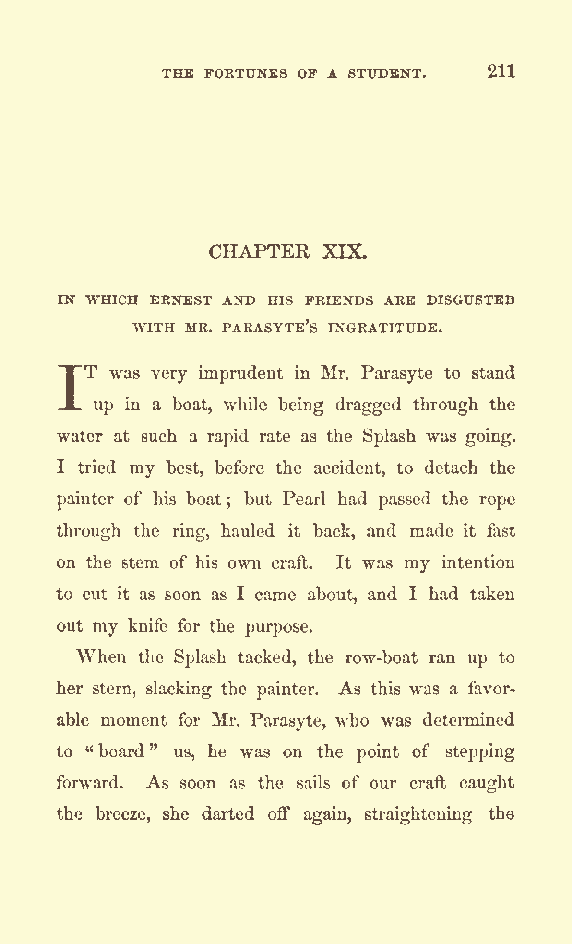 THE FORTUNES OF A STUDENT. 211
CHAPTER XIX.
IN WHICH ERNEST AND HIS FRIENDS ARE DISGUSTED
WITH MR. PARASYTE'S INGRATITUDE.
IT was very imprudent in Mr. Parasyte to stand
up in a boat, while being dragged through the
water at such a rapid rate as the Splash was going.
I tried my best, before the accident, to detach the
painter of his boat; but Pearl had passed the rope
through the ring, hauled it back, and made it fast
on the stem of his own craft. It was my intention
to cut it as soon as I came about, and I had taken
out my knife for the purpose.
When the Splash tacked, the row-boat ran up to
her stern, slacking the painter. As this was a favor-
able moment for Mr. Parasyte, who was determined
to "board" us, he was on the point of stepping
forward. As soon as the sails of our craft caught
the breeze, she darted off again, straightening the